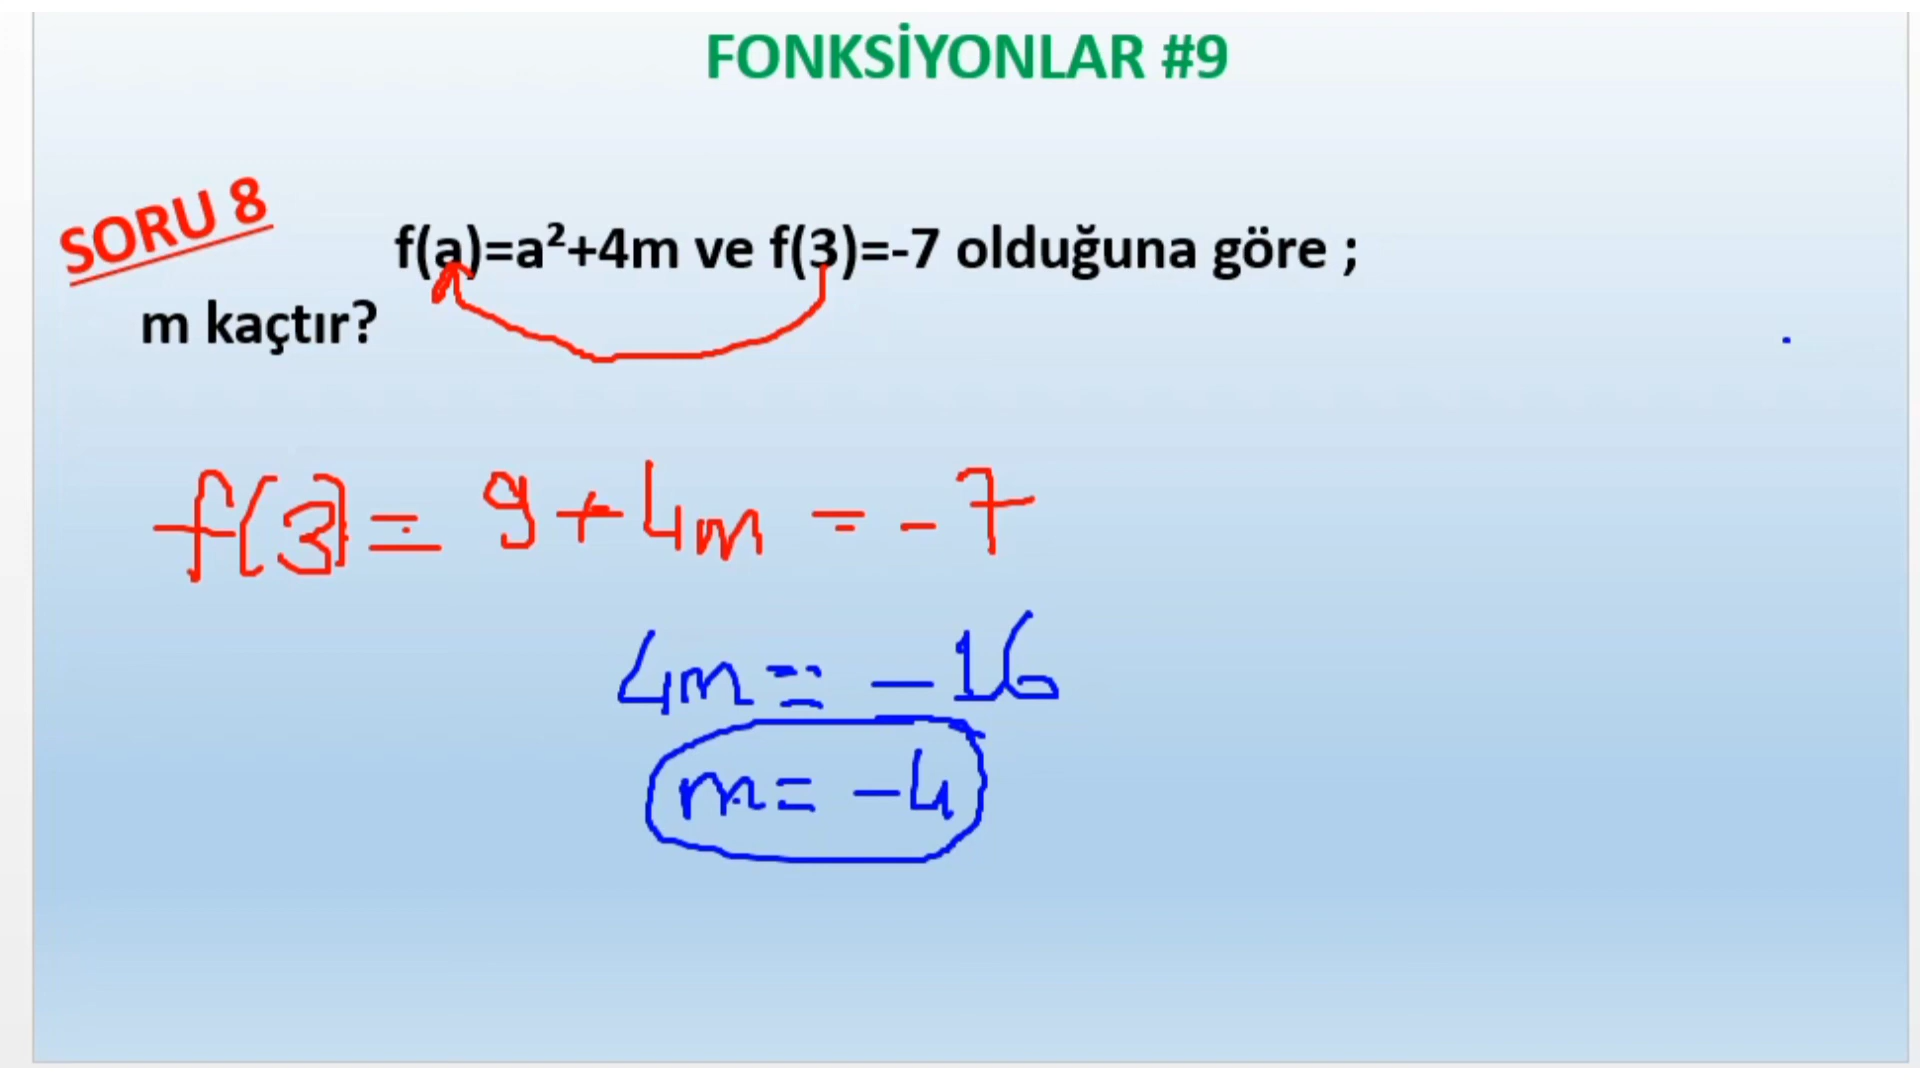 FONKSİYONLAR #9
SORU 8
f(a)=a²+4m ve f(3)=-7 olduğuna göre ;
m kaçtır?
f(3)= 9+4m = -7
4m = -16
m = -4